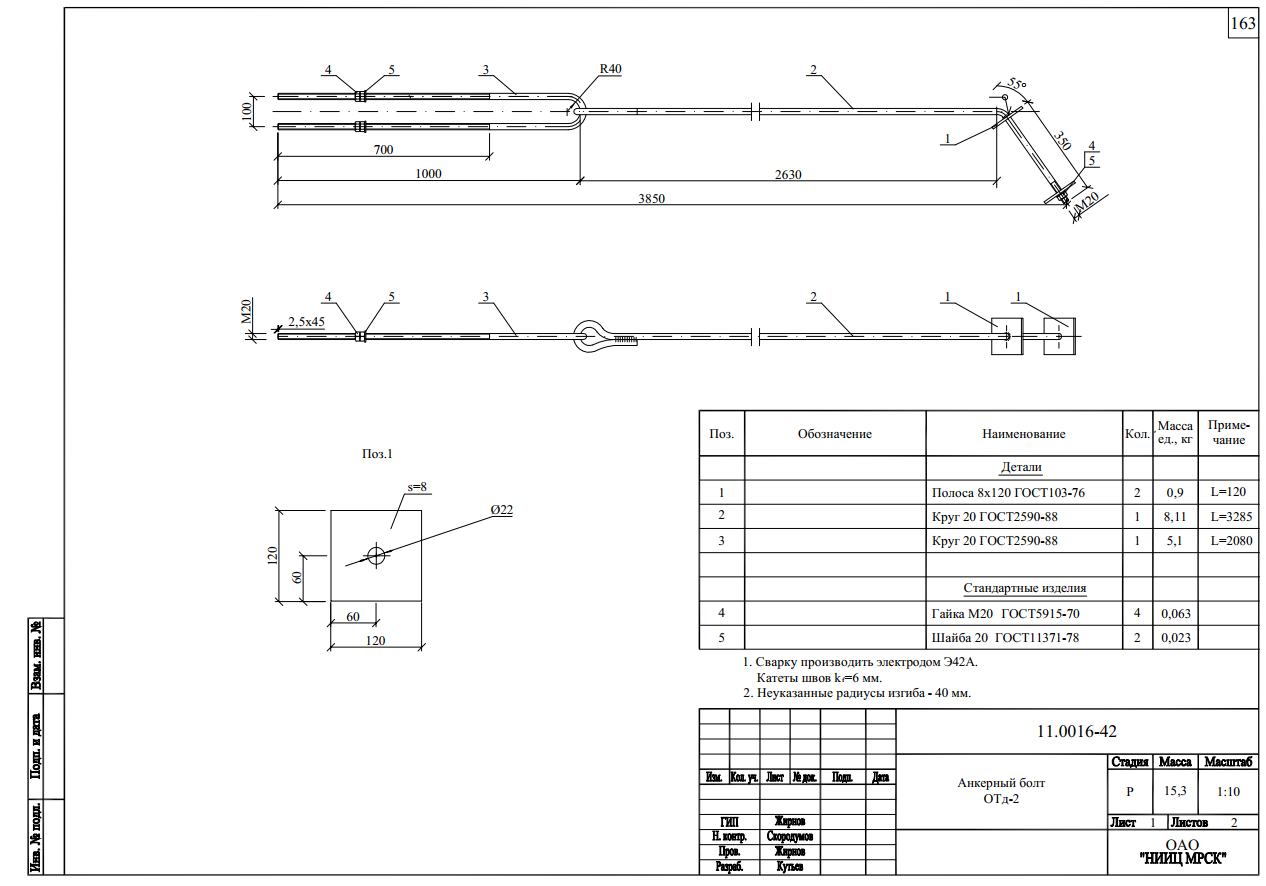 163
4 5 3 R40 2 55°
100
1
350
4
5
700
1000 2630
M20
3850
4 5 3 2 1 1
M20
2,5x45
Поз. Обозначение Наименование Кол. Масса ед., кг Приме-чание
Детали
1 Полоса 8х120 ГОСТ103-76 2 0,9 L=120
2 Круг 20 ГОСТ2590-88 1 8,11 L=3285
3 Круг 20 ГОСТ2590-88 1 5,1 L=2080
Стандартные изделия
4 Гайка М20 ГОСТ5915-70 4 0,063
5 Шайба 20 ГОСТ11371-78 2 0,023
Поз.1
s=8
Ø22
120
60
60
120
1. Сварку производить электродом Э42А.
Катеты швов kf=6 мм.
2. Неуказанные радиусы изгиба - 40 мм.
11.0016-42
Изм. Кол. уч. Лист № док. Подп. Дата
Анкерный болт
ОТд-2
Стадия Масса Масштаб
Р 15,3 1:10
Лист 1 Листов 2
ГИП Жирнов
Н. контр. Скородумов
Пров. Жирнов
Разраб. Кутьев
ОАО
"НИИЦ МРСК"
Взам. инв. №
Подп. и дата
Инв. № подл.